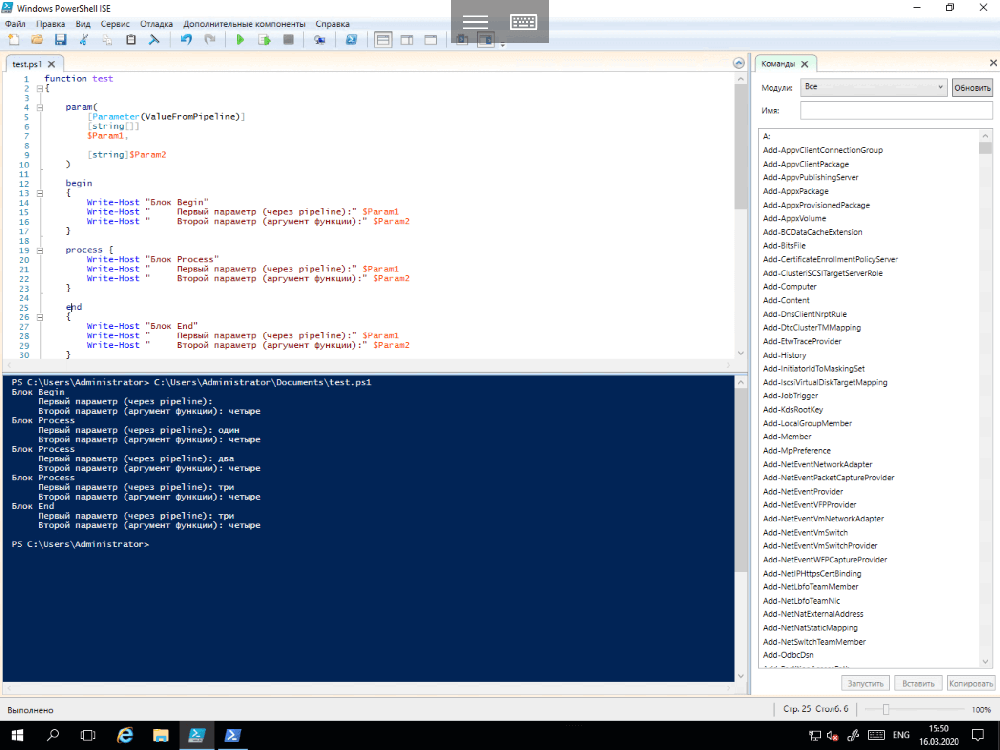 Windows PowerShell ISE
Файл Правка Вид Сервис Отладка Дополнительные компоненты Справка
test.ps1
1 function test
2 {
3
4 param(
5 [Parameter(ValueFromPipeline)]
6 [string[]]
7 $Param1,
8
9 [string]$Param2
10 )
11
12 begin
13 {
14 Write-Host "Блок Begin"
15 Write-Host "     Первый параметр (через pipeline):" $Param1
16 Write-Host "     Второй параметр (аргумент функции):" $Param2
17 }
18
19 process {
20 Write-Host "Блок Process"
21 Write-Host "     Первый параметр (через pipeline):" $Param1
22 Write-Host "     Второй параметр (аргумент функции):" $Param2
23 }
24
25 end
26 {
27 Write-Host "Блок End"
28 Write-Host "     Первый параметр (через pipeline):" $Param1
29 Write-Host "     Второй параметр (аргумент функции):" $Param2
30 }
PS C:\Users\Administrator> C:\Users\Administrator\Documents\test.ps1
Блок Begin
Первый параметр (через pipeline):
Второй параметр (аргумент функции): четыре
Блок Process
Первый параметр (через pipeline): один
Второй параметр (аргумент функции): четыре
Блок Process
Первый параметр (через pipeline): два
Второй параметр (аргумент функции): четыре
Блок Process
Первый параметр (через pipeline): три
Второй параметр (аргумент функции): четыре
Блок End
Первый параметр (через pipeline): три
Второй параметр (аргумент функции): четыре
PS C:\Users\Administrator>
Команды
Модули: Все Обновить
Имя:
A:
Add-AppvClientConnectionGroup
Add-AppvClientPackage
Add-AppvPublishingServer
Add-AppxPackage
Add-AppxProvisionedPackage
Add-AppxVolume
Add-BCDataCacheExtension
Add-BitsFile
Add-CertificateEnrollmentPolicyServer
Add-ClusteriSCSITargetServerRole
Add-Computer
Add-Content
Add-DnsClientNrptRule
Add-DtcClusterTMMapping
Add-EtwTraceProvider
Add-History
Add-InitiatorIdToMaskingSet
Add-IscsiVirtualDiskTargetMapping
Add-JobTrigger
Add-KdsRootKey
Add-LocalGroupMember
Add-Member
Add-MpPreference
Add-NetEventNetworkAdapter
Add-NetEventPacketCaptureProvider
Add-NetEventProvider
Add-NetEventVFPProvider
Add-NetEventVmNetworkAdapter
Add-NetEventVmSwitch
Add-NetEventVmSwitchProvider
Add-NetEventWFPCaptureProvider
Add-NetIPHttpsCertBinding
Add-NetLbfoTeamMember
Add-NetLbfoTeamNic
Add-NetNatExternalAddress
Add-NetNatStaticMapping
Add-NetSwitchTeamMember
Add-OdbcDsn
Запустить Вставить Копировать
Выполнено Стр. 25 Столб. 6 100%
ENG 15:50
16.03.2020